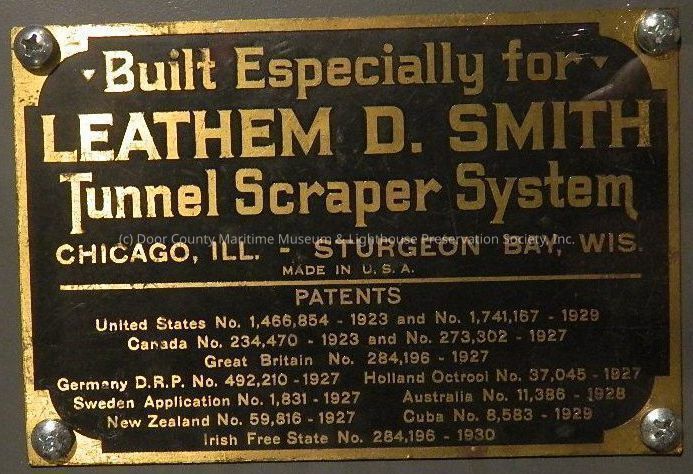 Built Especially for
LEATHEM D. SMITH
Tunnel Scraper System
(c) Door County Maritime Museum & Lighthouse Preservation Society, Inc.
CHICAGO, ILL. - STURGEON BAY, WIS.
MADE IN U.S.A.
PATENTS
United States No. 1,466,854 - 1923 and No. 1,741,167 - 1929
Canada No. 234,470 - 1923 and No. 273,302 - 1927
Great Britain No. 284,196 - 1927
Germany D.R.P. No. 492,210 - 1927 Holland Octrooi No. 37,045 - 1927
Sweden Application No. 1,831 - 1927 Australia No. 11,386 - 1928
New Zealand No. 59,816 - 1927 Cuba No. 8,583 - 1929
Irish Free State No. 284,196 - 1930